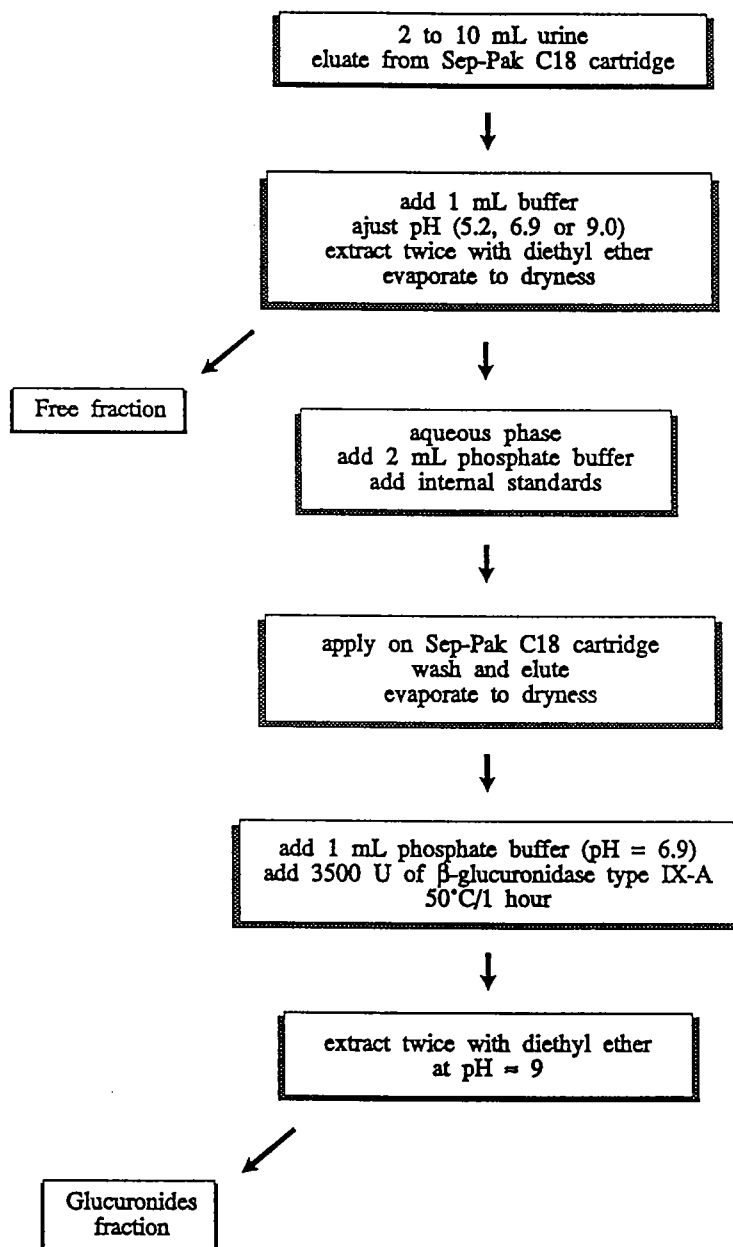 2 to 10 mL urine
eluate from Sep-Pak C18 cartridge
add 1 mL buffer
ajust pH (5.2, 6.9 or 9.0)
extract twice with diethyl ether
evaporate to dryness
Free fraction
aqueous phase
add 2 mL phosphate buffer
add internal standards
apply on Sep-Pak C18 cartridge
wash and elute
evaporate to dryness
add 1 mL phosphate buffer (pH = 6.9)
add 3500 U of β-glucuronidase type IX-A
50°C/1 hour
extract twice with diethyl ether
at pH ≈ 9
Glucuronides
fraction